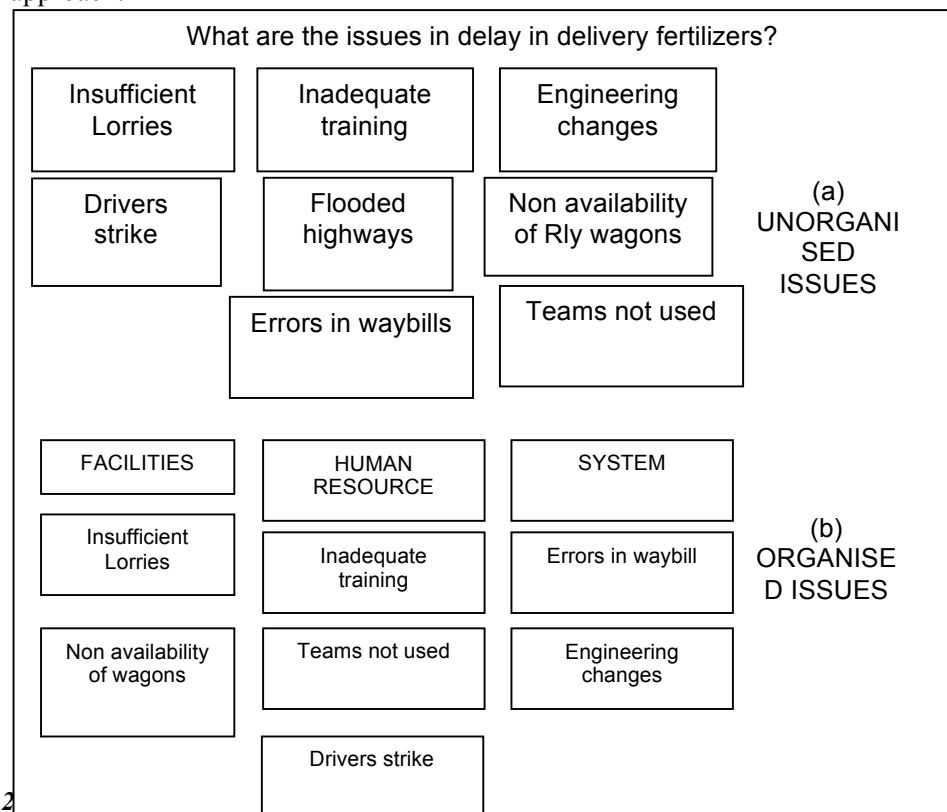 What are the issues in delay in delivery fertilizers?
Insufficient
Lorries
Inadequate
training
Engineering
changes
Drivers
strike
Flooded
highways
Non availability
of Rly wagons
(a)
UNORGANI
SED
ISSUES
Errors in waybills
Teams not used
FACILITIES
HUMAN
RESOURCE
SYSTEM
Insufficient
Lorries
Inadequate
training
Errors in waybill
(b)
ORGANISE
D ISSUES
Non availability
of wagons
Teams not used
Engineering
changes
Drivers strike
2